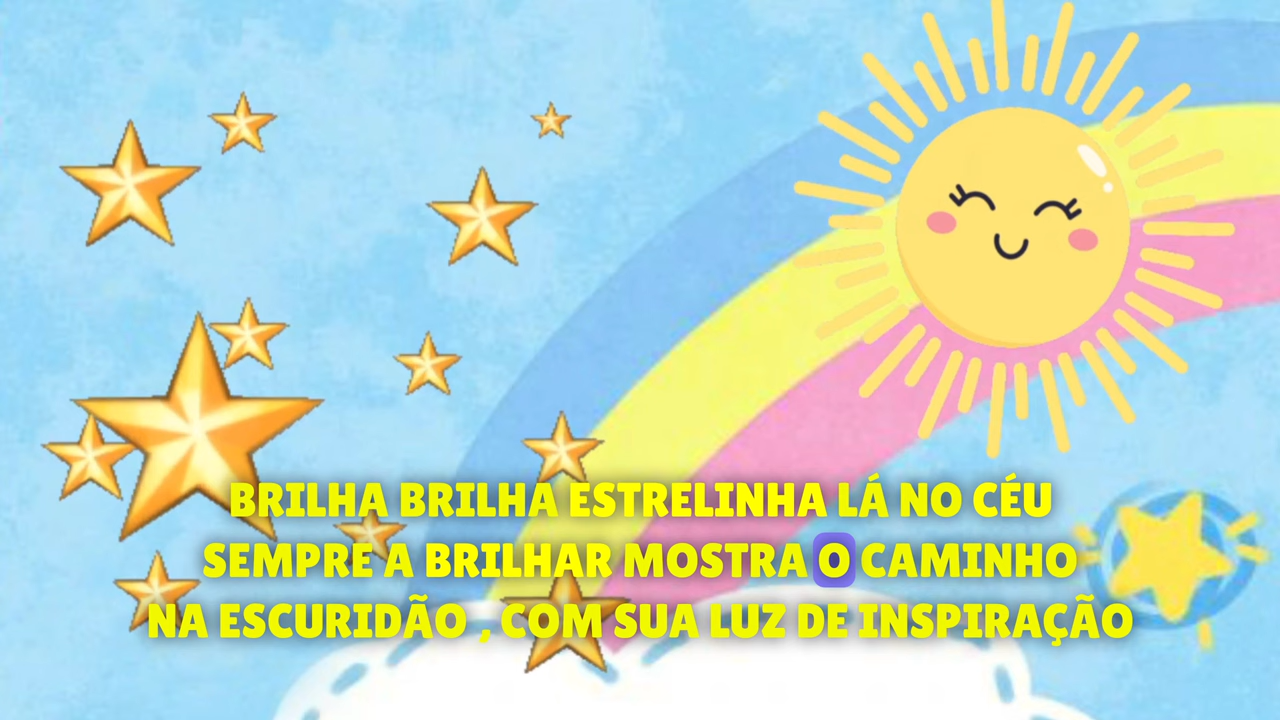 BRILHA BRILHA ESTRELINHA LÁ NO CÉU
SEMPRE A BRILHAR MOSTRA O CAMINHO
NA ESCURIDÃO , COM SUA LUZ DE INSPIRAÇÃO